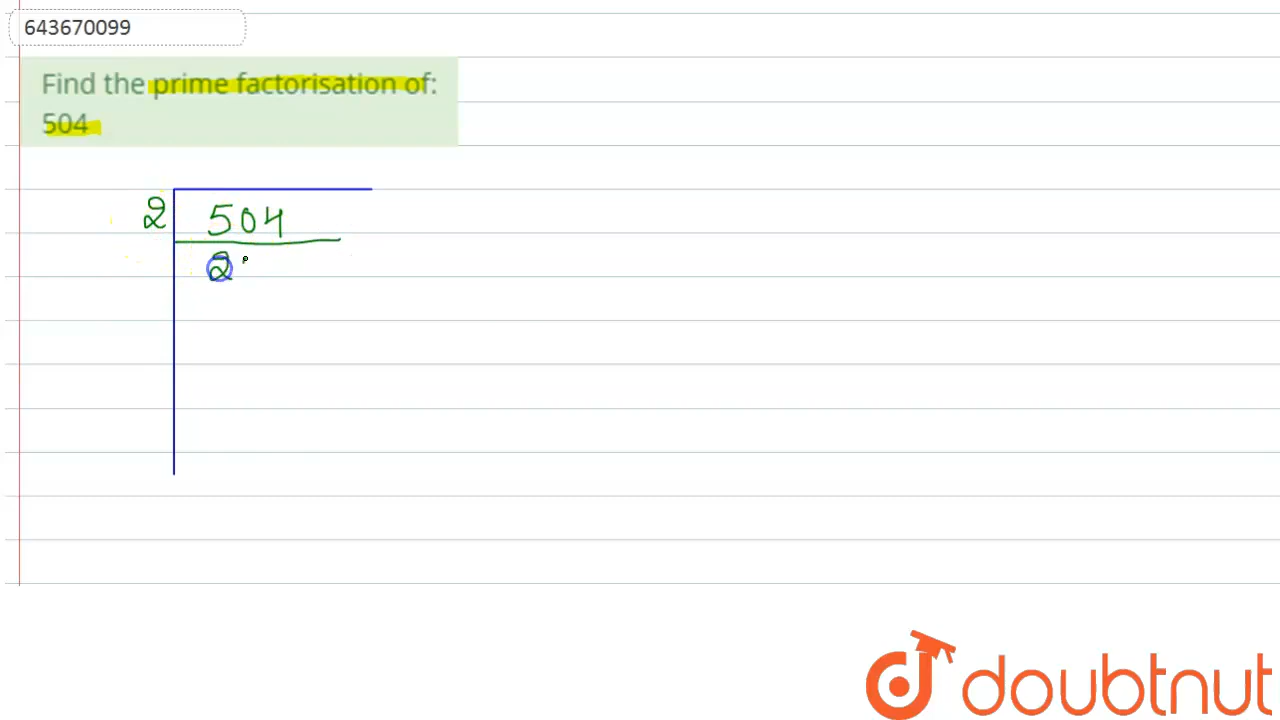 643670099
Find the prime factorisation of:
504
2 504
2
doubtnut